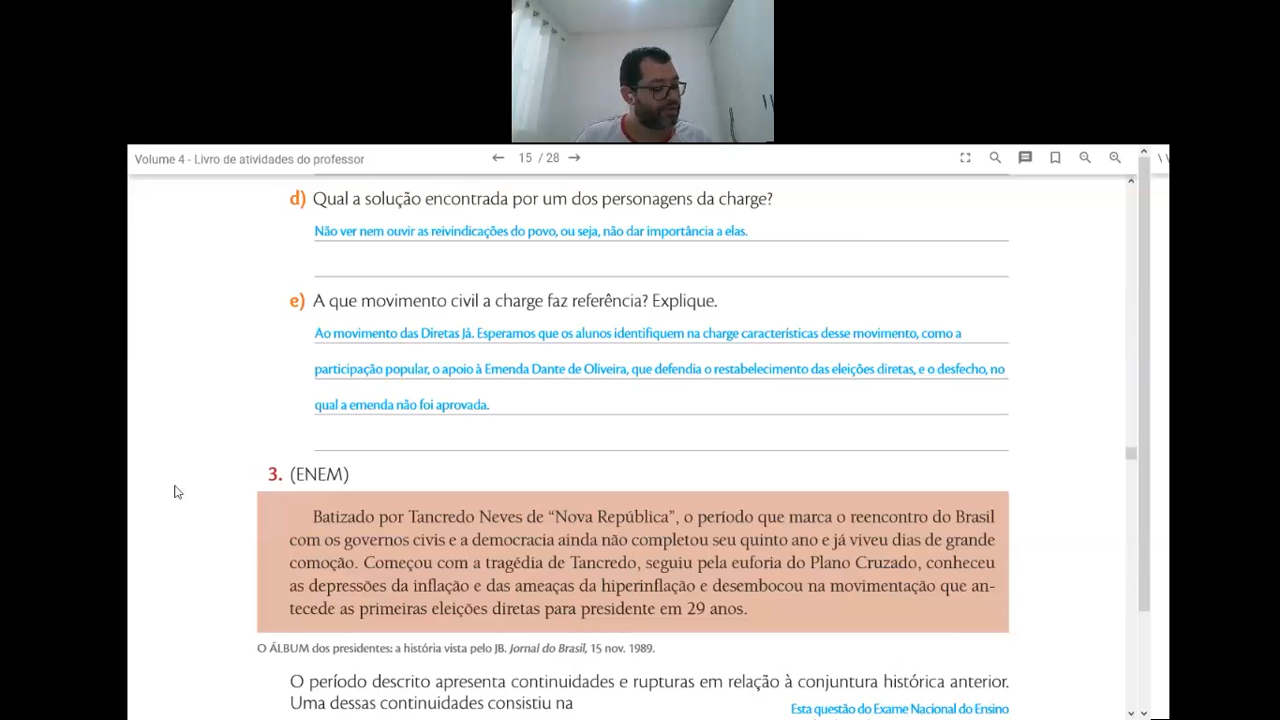 Volume 4 - Livro de atividades do professor
15 / 28
d) Qual a solução encontrada por um dos personagens da charge?
Não ver nem ouvir as reivindicações do povo, ou seja, não dar importância a elas.
e) A que movimento civil a charge faz referência? Explique.
Ao movimento das Diretas Já. Esperamos que os alunos identifiquem na charge características desse movimento, como a
participação popular, o apoio à Emenda Dante de Oliveira, que defendia o restabelecimento das eleições diretas, e o desfecho, no
qual a emenda não foi aprovada.
3. (ENEM)
Batizado por Tancredo Neves de “Nova República”, o período que marca o reencontro do Brasil
com os governos civis e a democracia ainda não completou seu quinto ano e já viveu dias de grande
comoção. Começou com a tragédia de Tancredo, seguiu pela euforia do Plano Cruzado, conheceu
as depressões da inflação e das ameaças da hiperinflação e desembocou na movimentação que an-
tecede as primeiras eleições diretas para presidente em 29 anos.
O ÁLBUM dos presidentes: a história vista pelo JB. Jornal do Brasil, 15 nov. 1989.
O período descrito apresenta continuidades e rupturas em relação à conjuntura histórica anterior.
Uma dessas continuidades consistiu na
Esta questão do Exame Nacional do Ensino